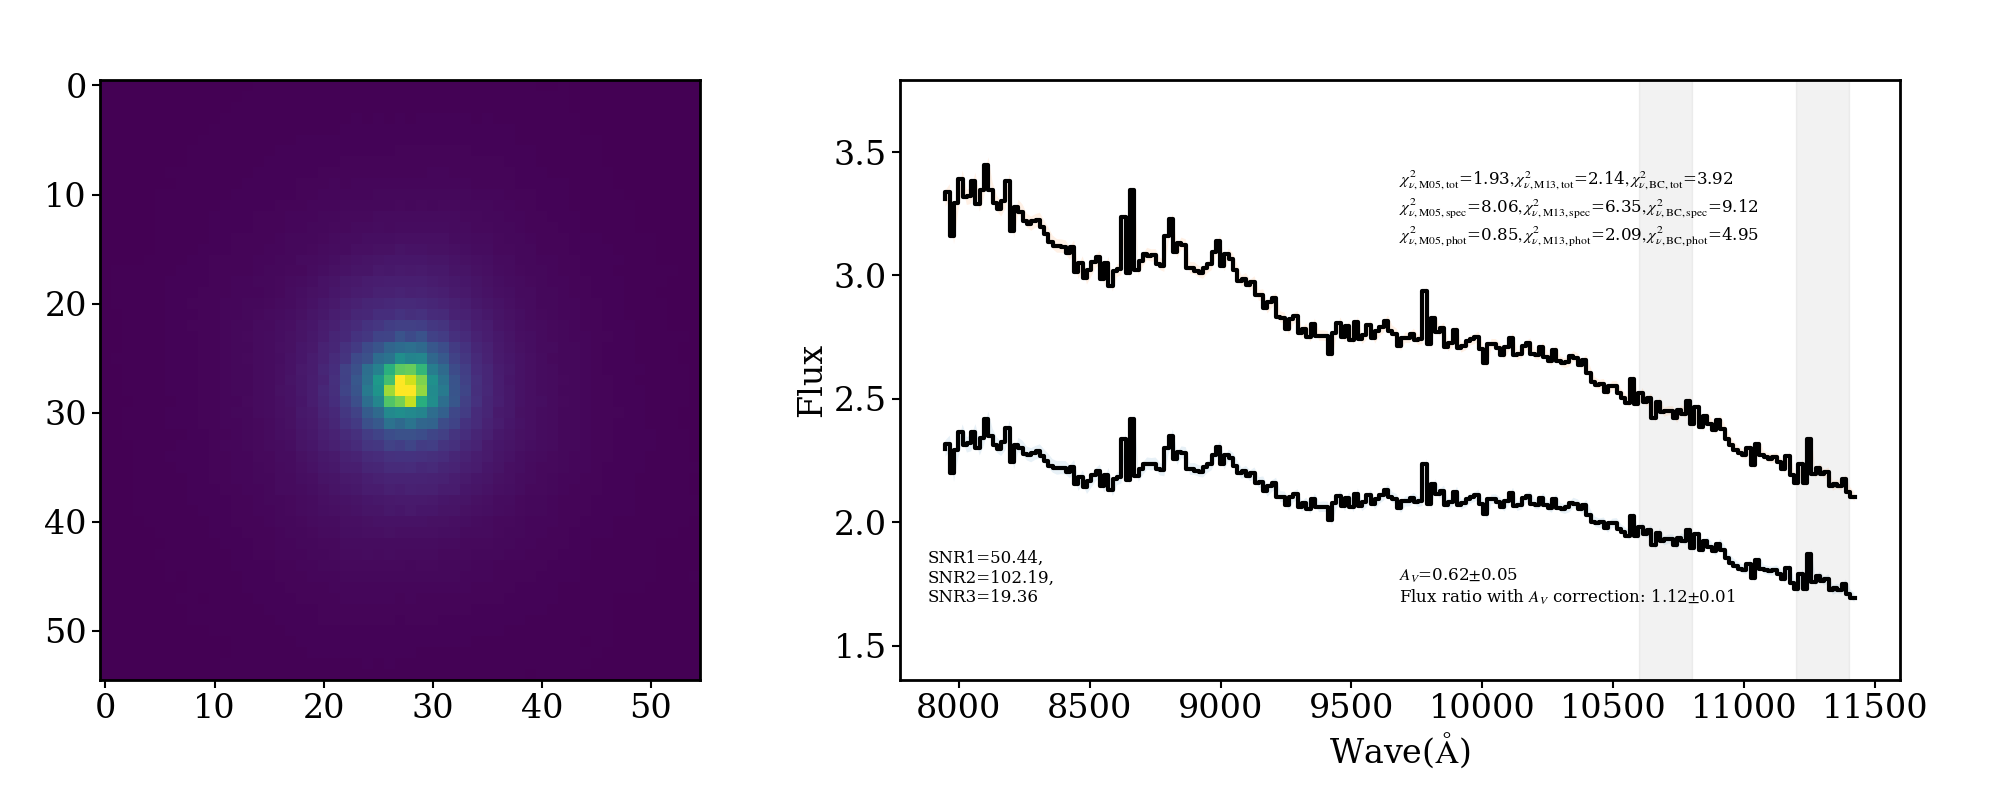 0
10
20
30
40
50
0 10 20 30 40 50
Flux
3.5
3.0
2.5
2.0
1.5
χ²ν,M05,tot=1.93,χ²ν,M13,tot=2.14,χ²ν,BC,tot=3.92
χ²ν,M05,spec=8.06,χ²ν,M13,spec=6.35,χ²ν,BC,spec=9.12
χ²ν,M05,phot=0.85,χ²ν,M13,phot=2.09,χ²ν,BC,phot=4.95
SNR1=50.44,
SNR2=102.19,
SNR3=19.36
AV=0.62±0.05
Flux ratio with AV correction: 1.12±0.01
8000 8500 9000 9500 10000 10500 11000 11500
Wave(Å)